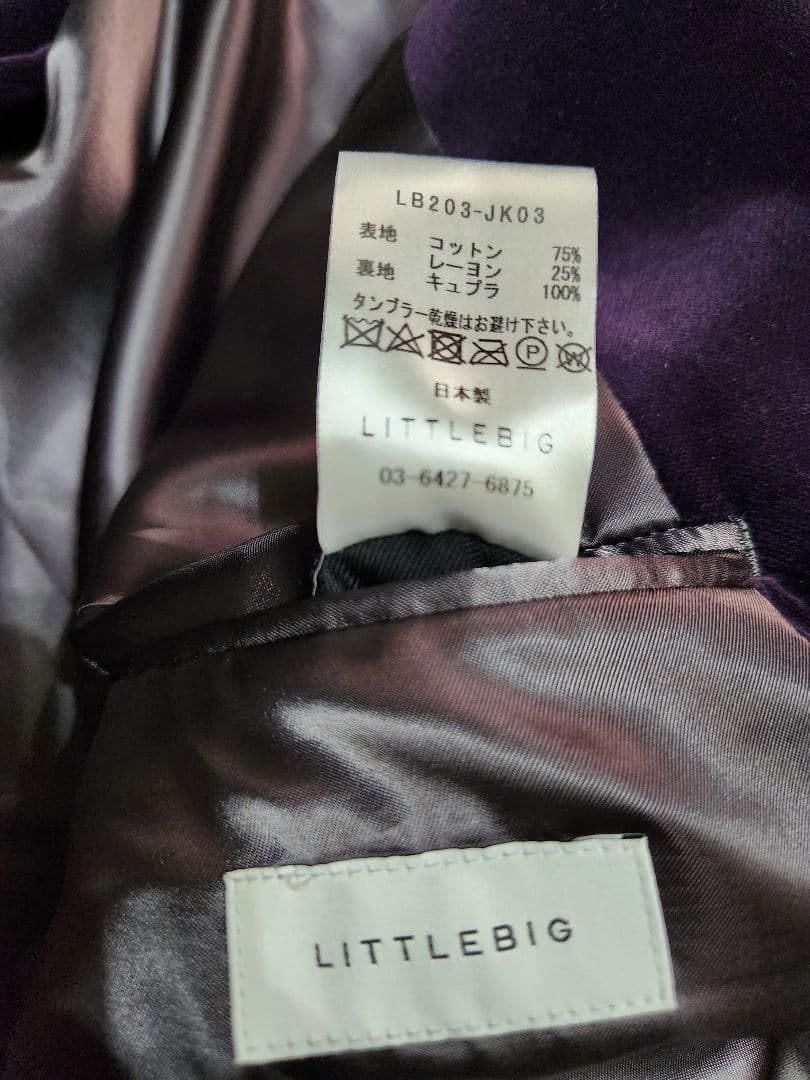 LB203-JK03
表地 コットン 75%
レーヨン 25%
裏地 キュプラ 100%
タンブラー乾燥はお避け下さい。
P W
日本製
LITTLEBIG
03-6427-6875
LITTLEBIG